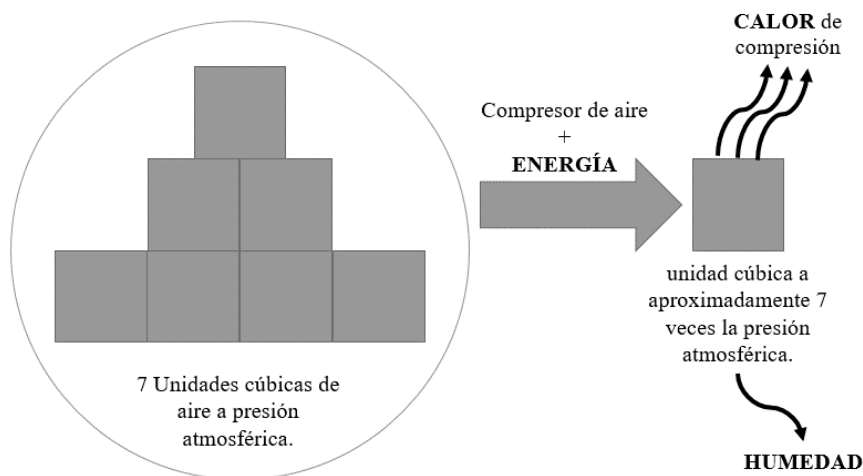 7 Unidades cúbicas de
aire a presión
atmosférica.
Compresor de aire
+
ENERGÍA
CALOR de
compresión
unidad cúbica a
aproximadamente 7
veces la presión
atmosférica.
HUMEDAD